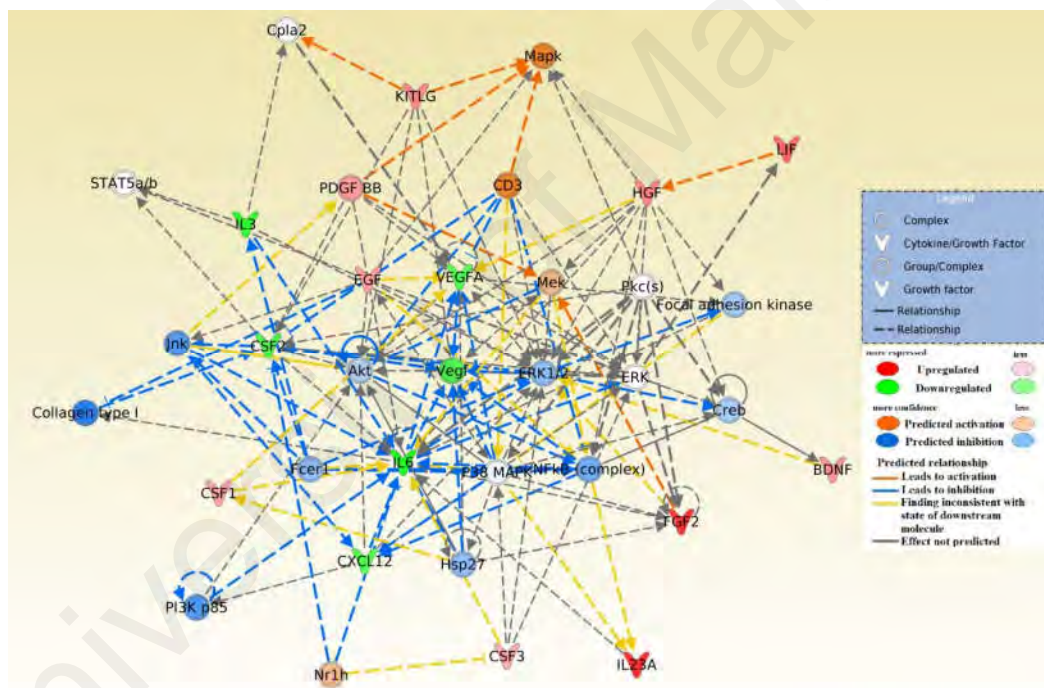 Cpla2
Mapk
KITLG
LIF
STAT5a/b
PDGF BB
CD3
HGF
IL3
EGF
VEGFA
Mek
Pkc(s)
Focal adhesion kinase
Jnk
CSF2
Akt
Vegf
ERK1/2
ERK
Collagen type I
Creb
Fcer1
IL6
P38 MAPK
NFkB (complex)
BDNF
CSF1
FGF2
CXCL12
Hsp27
PI3K p85
CSF3
IL23A
Nr1h
Legend
Complex
Cytokine/Growth Factor
Group/Complex
Growth factor
Relationship
Relationship
more expressed less
Upregulated
Downregulated
more confidence less
Predicted activation
Predicted inhibition
Predicted relationship
Leads to activation
Leads to inhibition
Finding inconsistent with
state of downstream
molecule
Effect not predicted